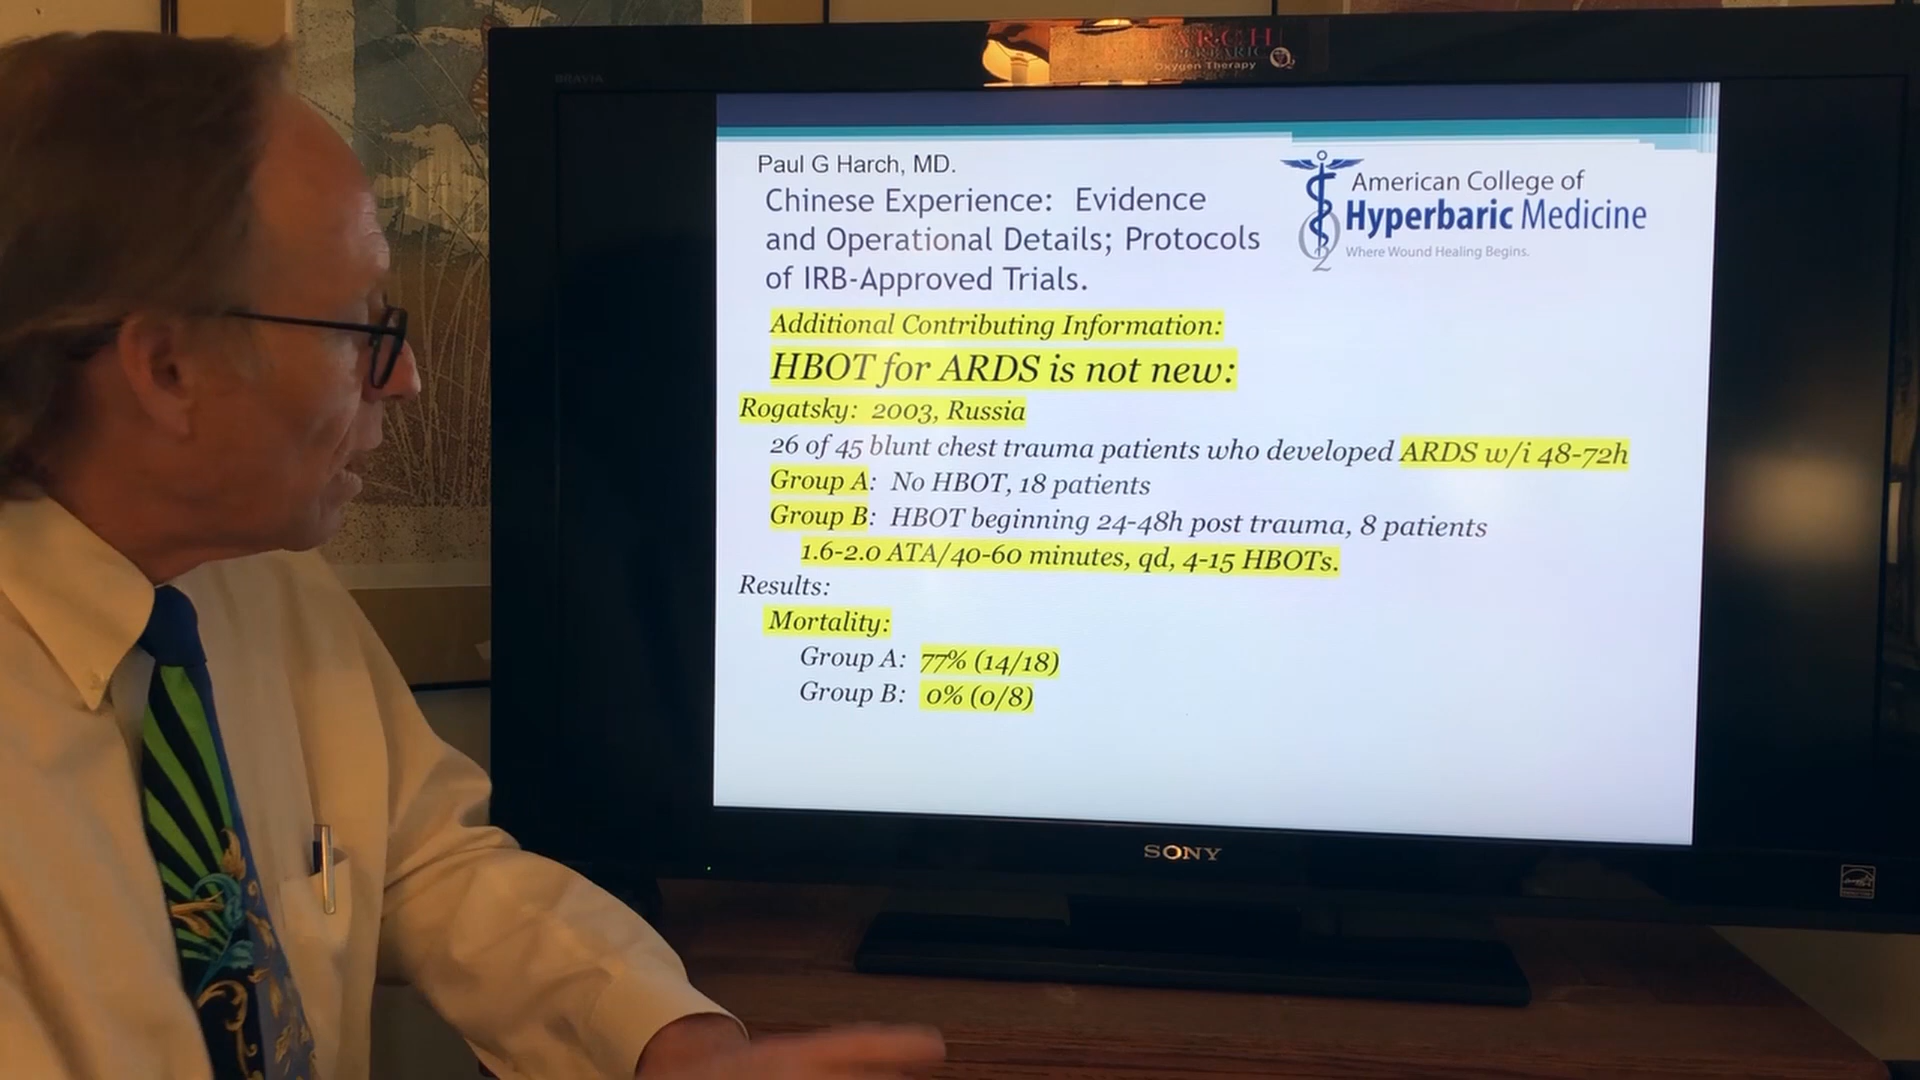 BRAVIA
Oxygen Therapy
Paul G Harch, MD.
Chinese Experience: Evidence
and Operational Details; Protocols
of IRB-Approved Trials.
American College of
Hyperbaric Medicine
Where Wound Healing Begins.
Additional Contributing Information:
HBOT for ARDS is not new:
Rogatsky: 2003, Russia
26 of 45 blunt chest trauma patients who developed ARDS w/i 48-72h
Group A: No HBOT, 18 patients
Group B: HBOT beginning 24-48h post trauma, 8 patients
1.6-2.0 ATA/40-60 minutes, qd, 4-15 HBOTs.
Results:
Mortality:
Group A: 77% (14/18)
Group B: 0% (0/8)
SONY